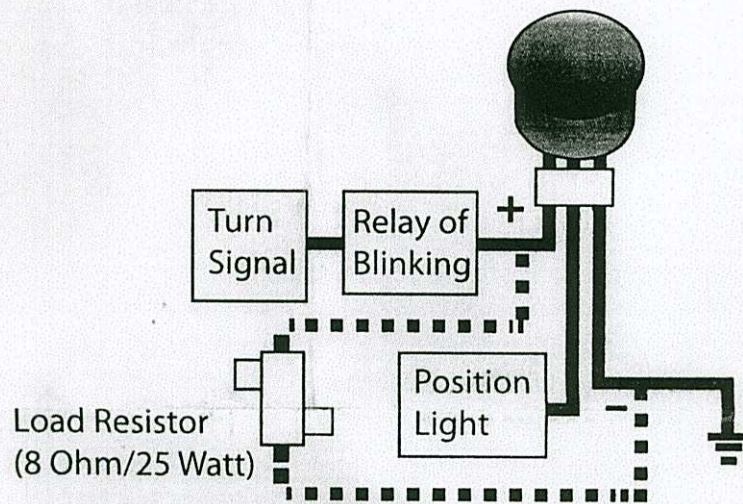 +
Turn
Signal
Relay of
Blinking
Position
Light
-
Load Resistor
(8 Ohm/25 Watt)